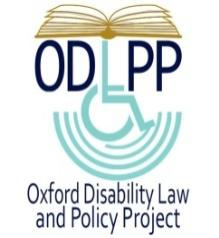 ODLPP
Oxford Disability Law
and Policy Project